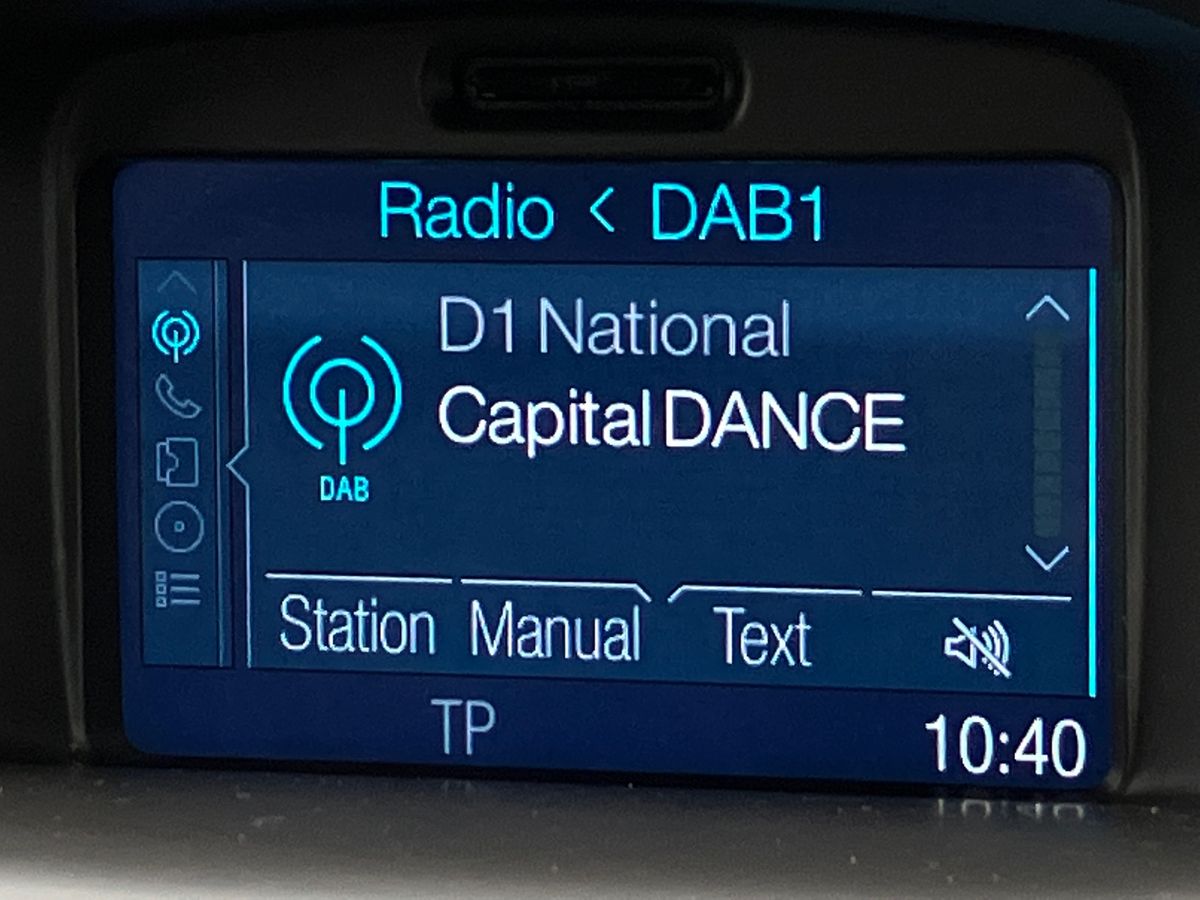 Radio < DAB1
D1 National
Capital DANCE
DAB
Station Manual Text
TP 10:40